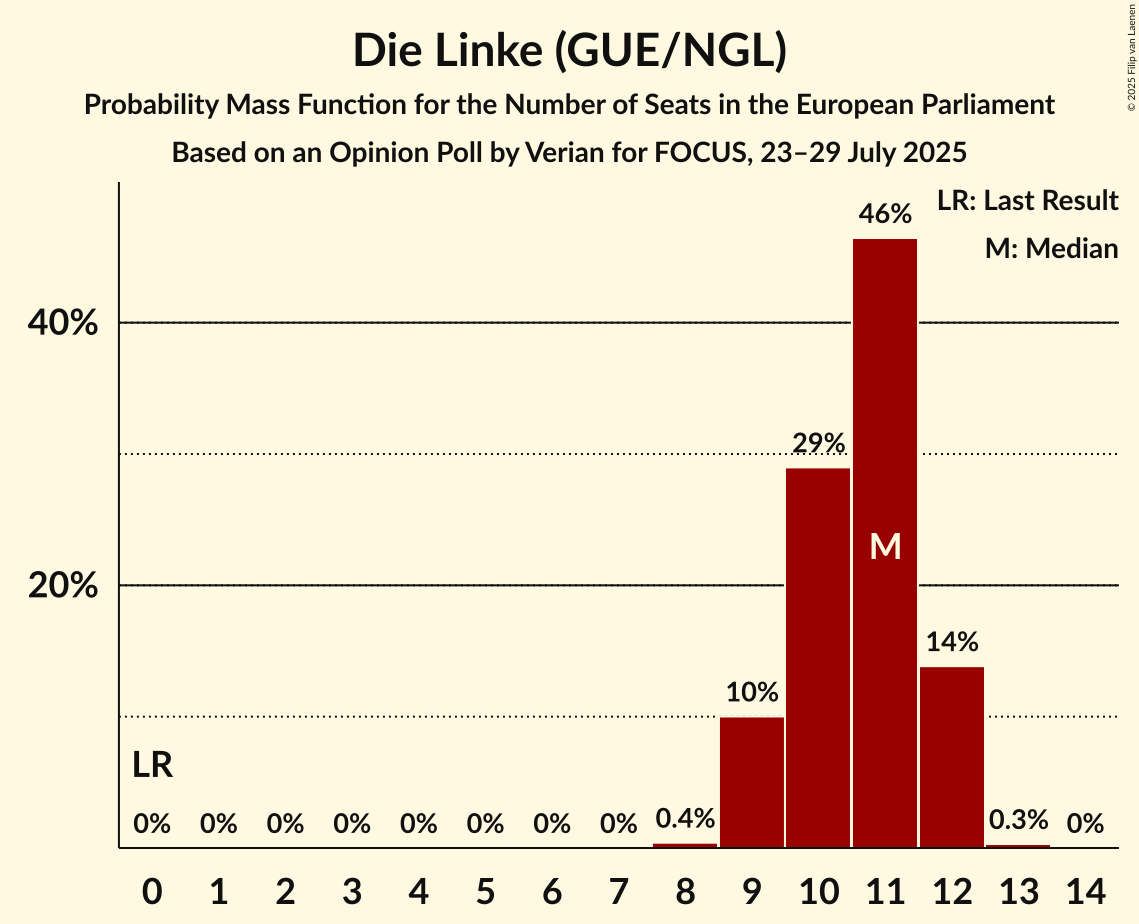 Die Linke (GUE/NGL)
Probability Mass Function for the Number of Seats in the European Parliament
Based on an Opinion Poll by Verian for FOCUS, 23–29 July 2025
© 2025 Filip van Laenen
LR: Last Result
M: Median
46%
40%
29%
M
20%
14%
10%
LR
0% 0% 0% 0% 0% 0% 0% 0% 0.4% 0.3% 0%
0 1 2 3 4 5 6 7 8 9 10 11 12 13 14